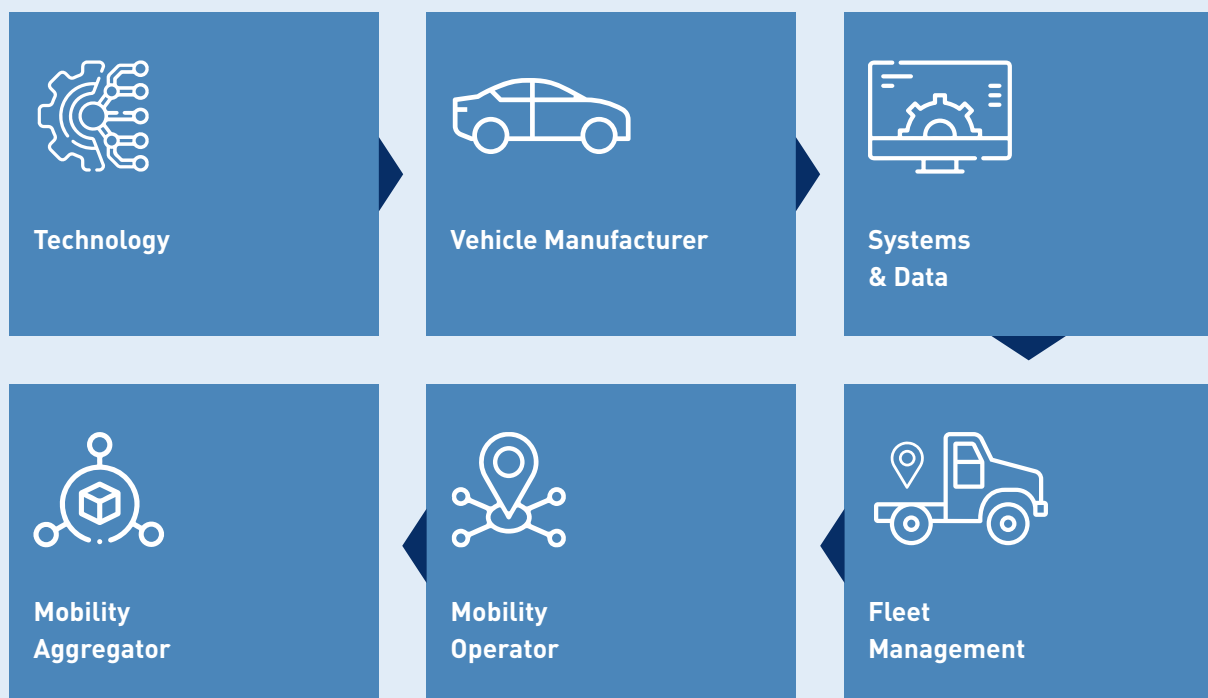 Technology
Vehicle Manufacturer
Systems
& Data
Mobility
Aggregator
Mobility
Operator
Fleet
Management